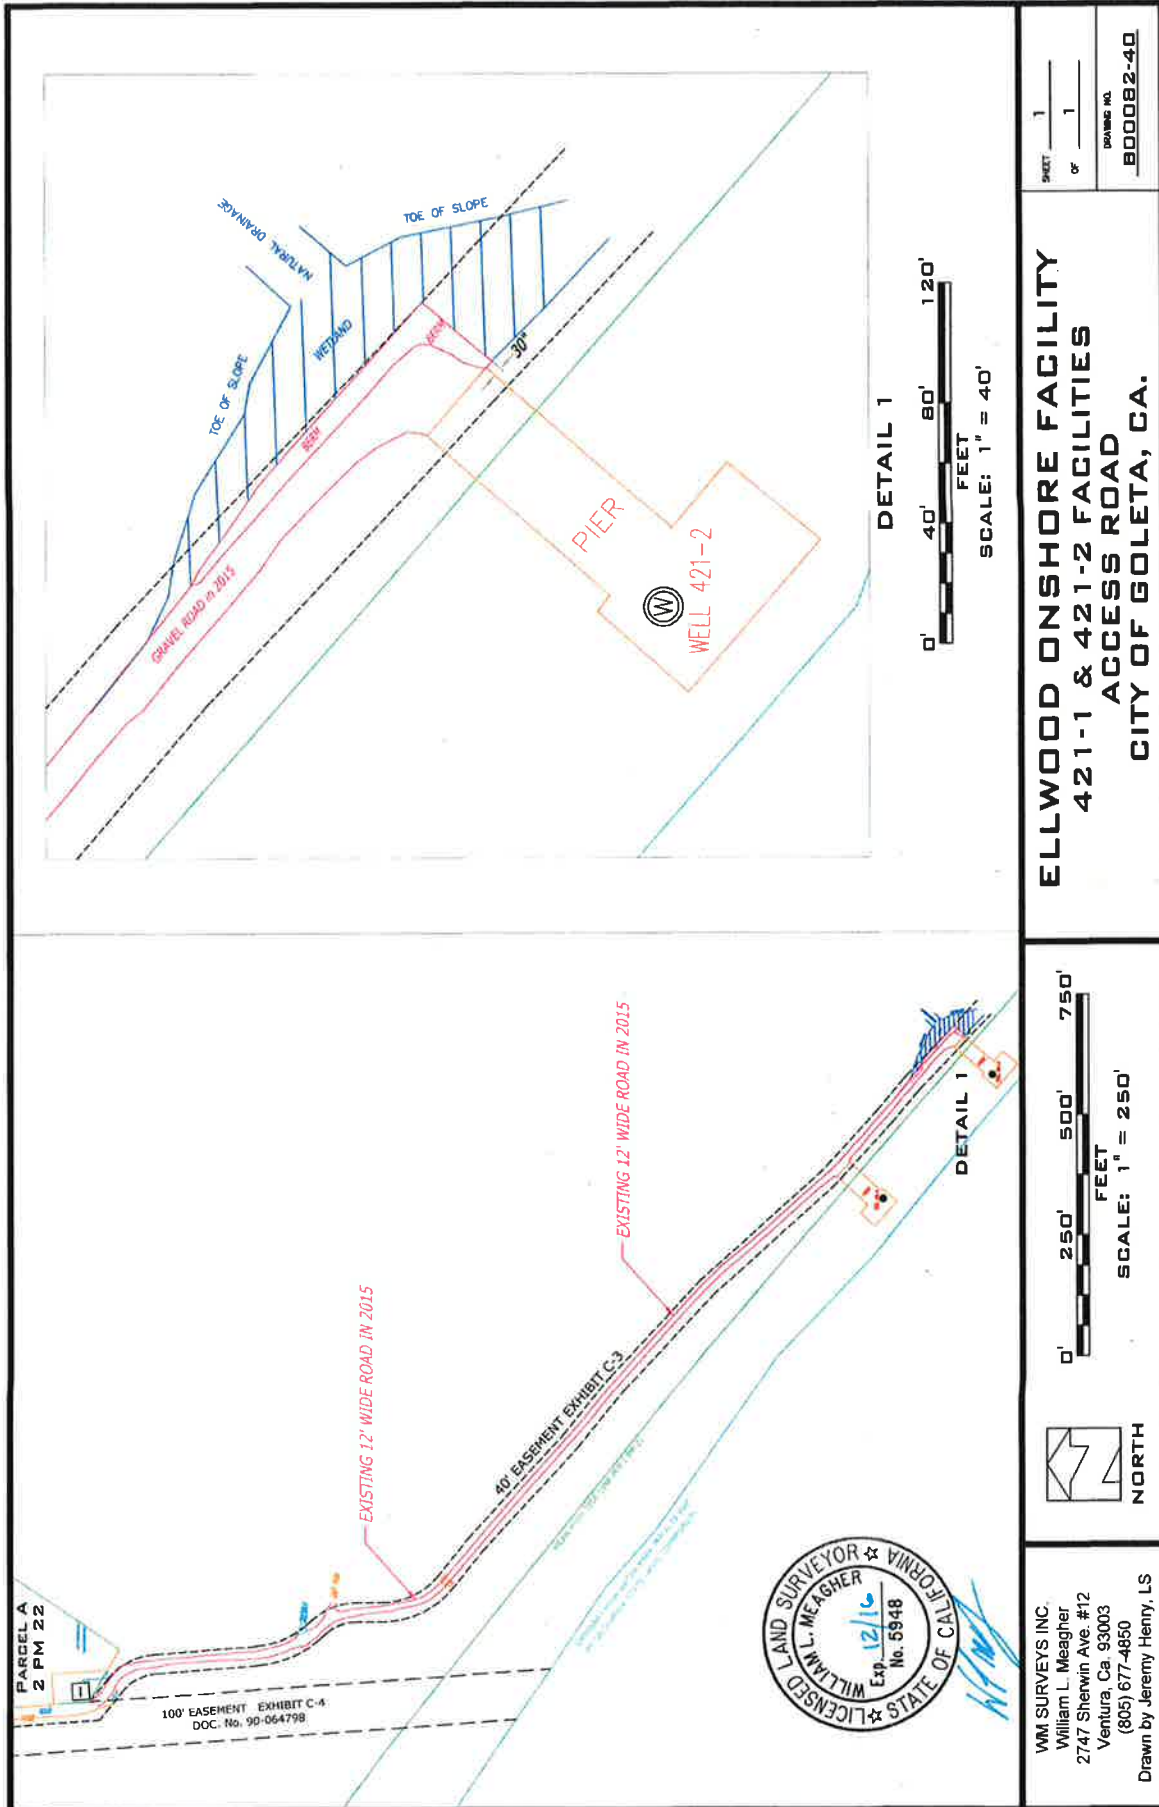 PARCEL A
2 PM 22
100' EASEMENT EXHIBIT C-4
DOC. No. 90-064798
EXISTING 12' WIDE ROAD IN 2015
40' EASEMENT EXHIBIT C-3
EXISTING 12' WIDE ROAD IN 2015
DETAIL 1
LICENSED LAND SURVEYOR
WILLIAM L. MEAGHER
Exp. 12/16
No. 5948
STATE OF CALIFORNIA
GRAVEL ROAD in 2015
TOE OF SLOPE
NATURAL DRAINAGE
TOE OF SLOPE
WETLAND
BERM
BERM
30"
PIER
W
WELL 421-2
DETAIL 1
0' 40' 80' 120'
FEET
SCALE: 1" = 40'
WM SURVEYS INC.
William L. Meagher
2747 Sherwin Ave. #12
Ventura, Ca. 93003
(805) 677-4850
Drawn by Jeremy Henry, LS
NORTH
0' 250' 500' 750'
FEET
SCALE: 1" = 250'
ELLWOOD ONSHORE FACILITY
421-1 & 421-2 FACILITIES
ACCESS ROAD
CITY OF GOLETA, CA.
SHEET 1
OF 1
DRAWING NO.
B00082-40